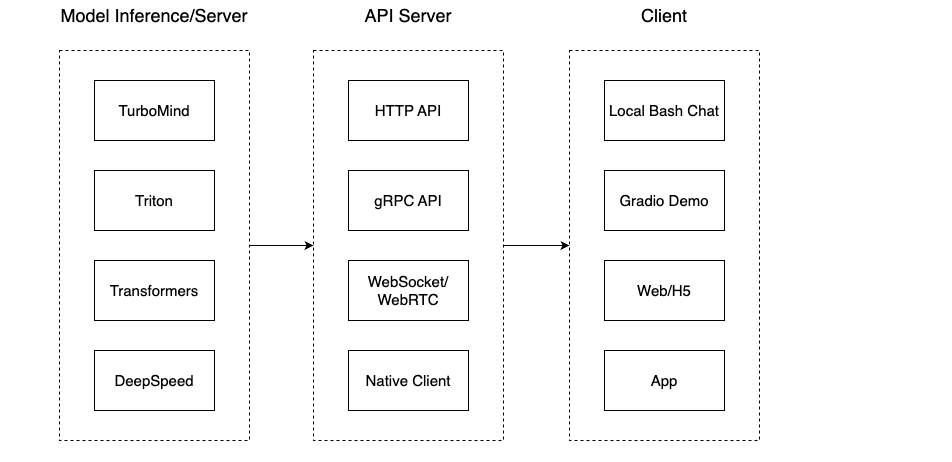 Model Inference/Server
TurboMind
Triton
Transformers
DeepSpeed
API Server
HTTP API
gRPC API
WebSocket/
WebRTC
Native Client
Client
Local Bash Chat
Gradio Demo
Web/H5
App